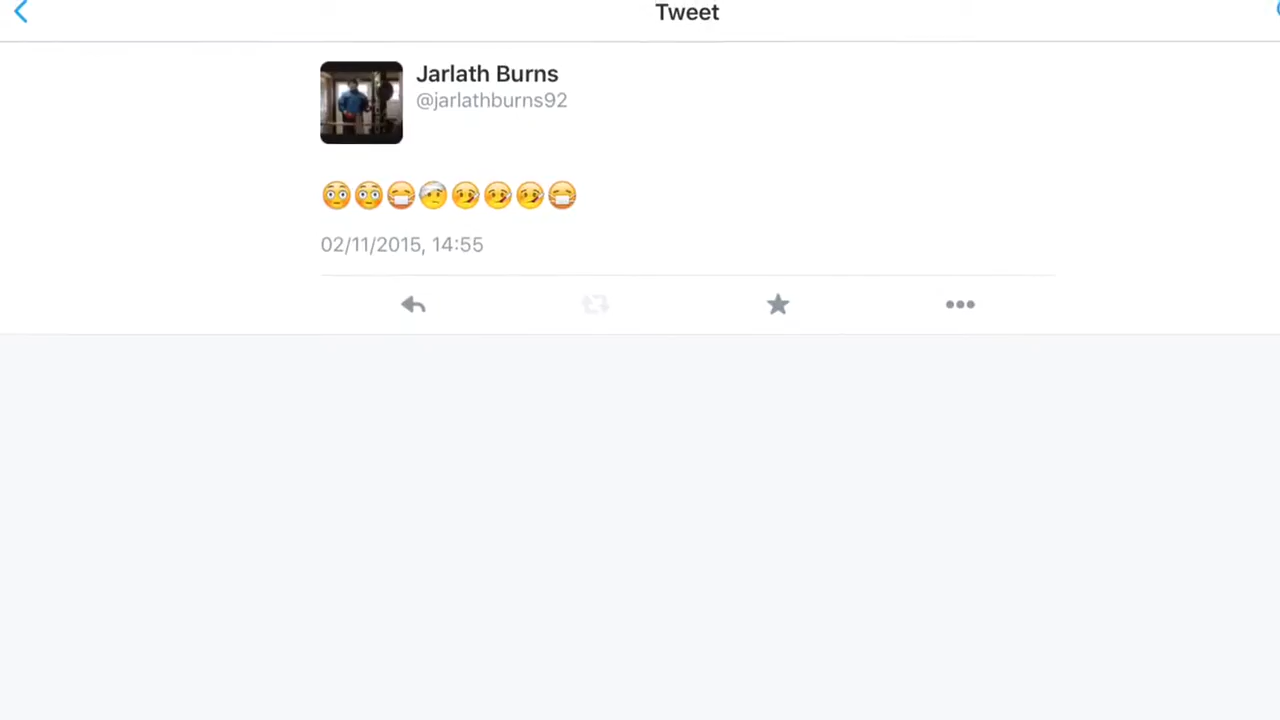 Tweet
Jarlath Burns
@jarlathburns92
😳😳😷🤕🤒🤒🤒😷
02/11/2015, 14:55